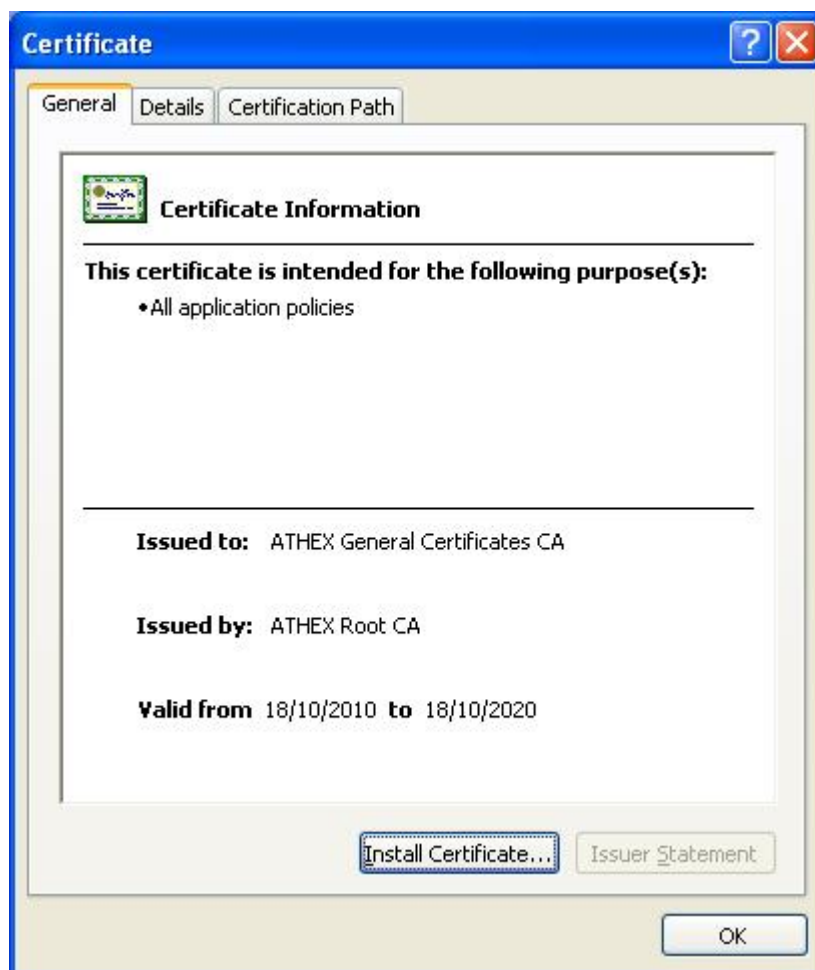 Certificate
General Details Certification Path
Certificate Information
This certificate is intended for the following purpose(s):
•All application policies
Issued to: ATHEX General Certificates CA
Issued by: ATHEX Root CA
Valid from 18/10/2010 to 18/10/2020
Install Certificate... Issuer Statement
OK